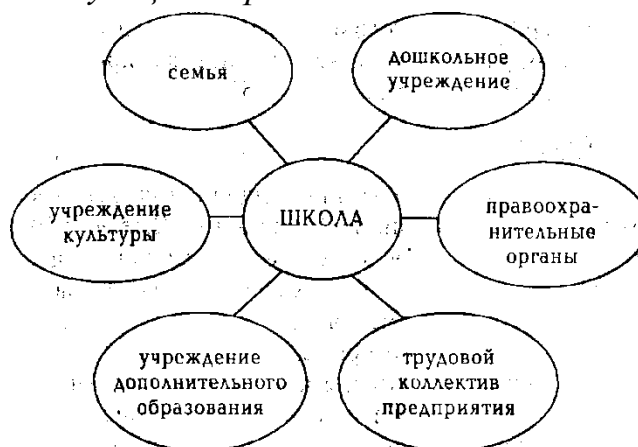 семья
дошкольное
учреждение
учреждение
культуры
ШКОЛА
правоохра-
нительные
органы
учреждение
дополнительного
образования
трудовой
коллектив
предприятия